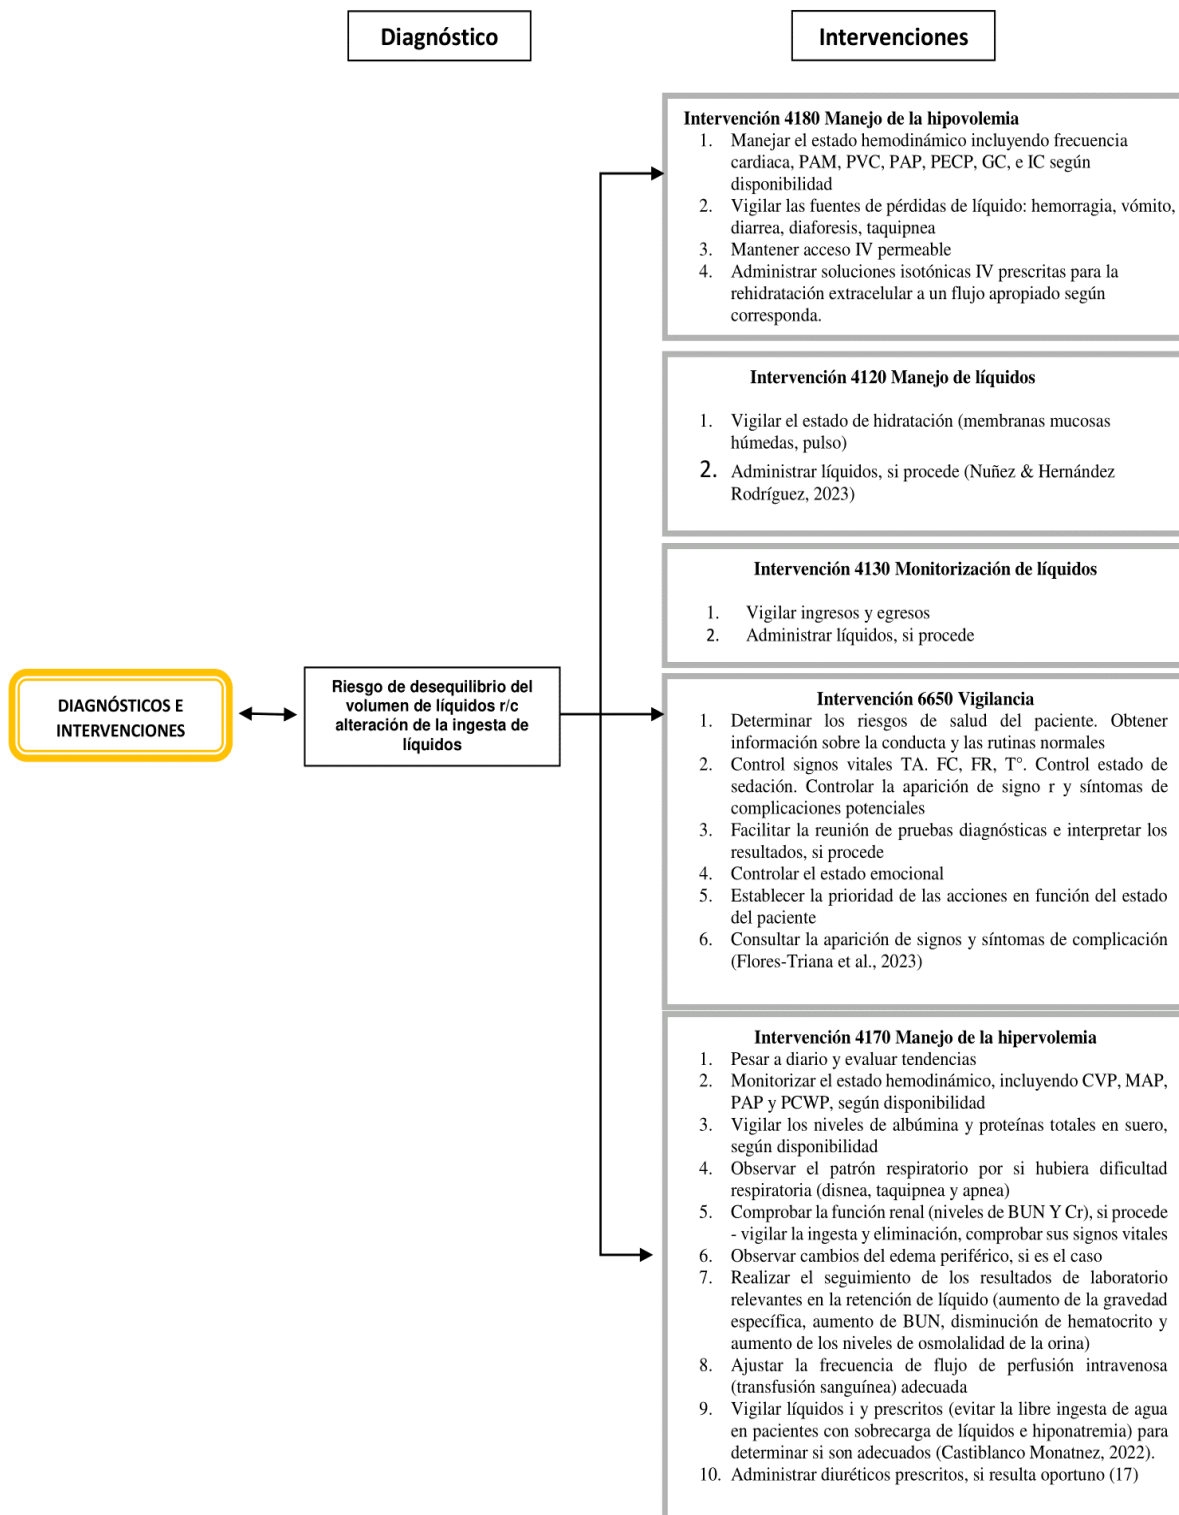 Diagnóstico
Intervenciones
Intervención 4180 Manejo de la hipovolemia
1. Manejar el estado hemodinámico incluyendo frecuencia
cardiaca, PAM, PVC, PAP, PECP, GC, e IC según
disponibilidad
2. Vigilar las fuentes de pérdidas de líquido: hemorragia, vómito,
diarrea, diaforesis, taquipnea
3. Mantener acceso IV permeable
4. Administrar soluciones isotónicas IV prescritas para la
rehidratación extracelular a un flujo apropiado según
corresponda.
Intervención 4120 Manejo de líquidos
1. Vigilar el estado de hidratación (membranas mucosas
húmedas, pulso)
2. Administrar líquidos, si procede (Nuñez & Hernández
Rodríguez, 2023)
Intervención 4130 Monitorización de líquidos
1. Vigilar ingresos y egresos
2. Administrar líquidos, si procede
DIAGNÓSTICOS E
INTERVENCIONES
Riesgo de desequilibrio del
volumen de líquidos r/c
alteración de la ingesta de
líquidos
Intervención 6650 Vigilancia
1. Determinar los riesgos de salud del paciente. Obtener
información sobre la conducta y las rutinas normales
2. Control signos vitales TA. FC, FR, T°. Control estado de
sedación. Controlar la aparición de signo r y síntomas de
complicaciones potenciales
3. Facilitar la reunión de pruebas diagnósticas e interpretar los
resultados, si procede
4. Controlar el estado emocional
5. Establecer la prioridad de las acciones en función del estado
del paciente
6. Consultar la aparición de signos y síntomas de complicación
(Flores-Triana et al., 2023)
Intervención 4170 Manejo de la hipervolemia
1. Pesar a diario y evaluar tendencias
2. Monitorizar el estado hemodinámico, incluyendo CVP, MAP,
PAP y PCWP, según disponibilidad
3. Vigilar los niveles de albúmina y proteínas totales en suero,
según disponibilidad
4. Observar el patrón respiratorio por si hubiera dificultad
respiratoria (disnea, taquipnea y apnea)
5. Comprobar la función renal (niveles de BUN Y Cr), si procede
- vigilar la ingesta y eliminación, comprobar sus signos vitales
6. Observar cambios del edema periférico, si es el caso
7. Realizar el seguimiento de los resultados de laboratorio
relevantes en la retención de líquido (aumento de la gravedad
específica, aumento de BUN, disminución de hematocrito y
aumento de los niveles de osmolalidad de la orina)
8. Ajustar la frecuencia de flujo de perfusión intravenosa
(transfusión sanguínea) adecuada
9. Vigilar líquidos i y prescritos (evitar la libre ingesta de agua
en pacientes con sobrecarga de líquidos e hiponatremia) para
determinar si son adecuados (Castiblanco Monatnez, 2022).
10. Administrar diuréticos prescritos, si resulta oportuno (17)